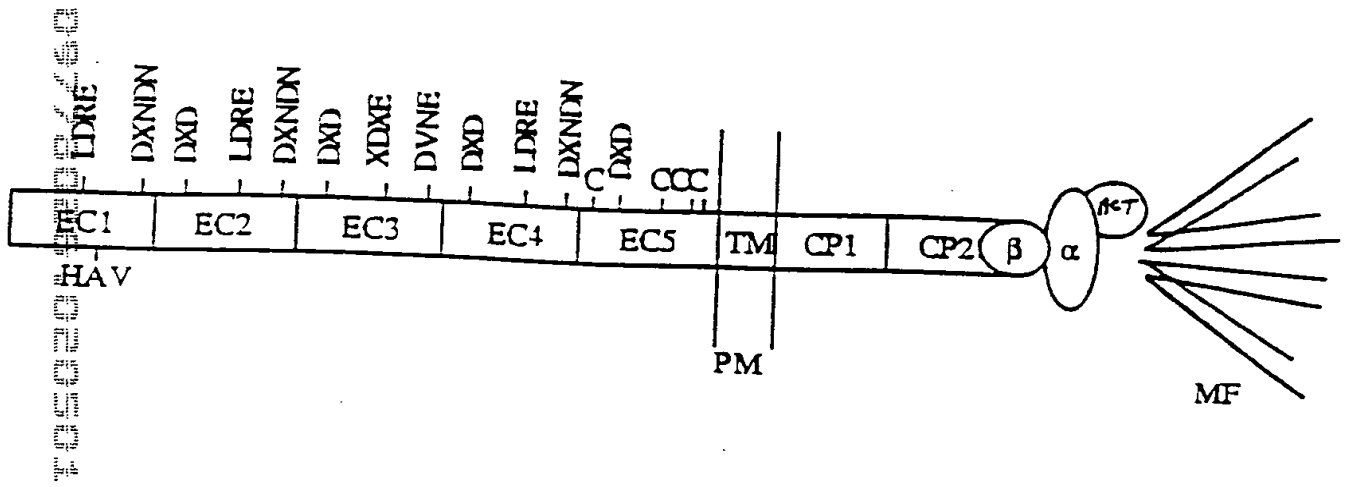 LDRE DXNDN DXD LDRE DXNDN DXD XDXE DVNE DXD LDRE DXNDN C DXD CCC
EC1 EC2 EC3 EC4 EC5 TM CP1 CP2 β α ACT
HAV
PM
MF